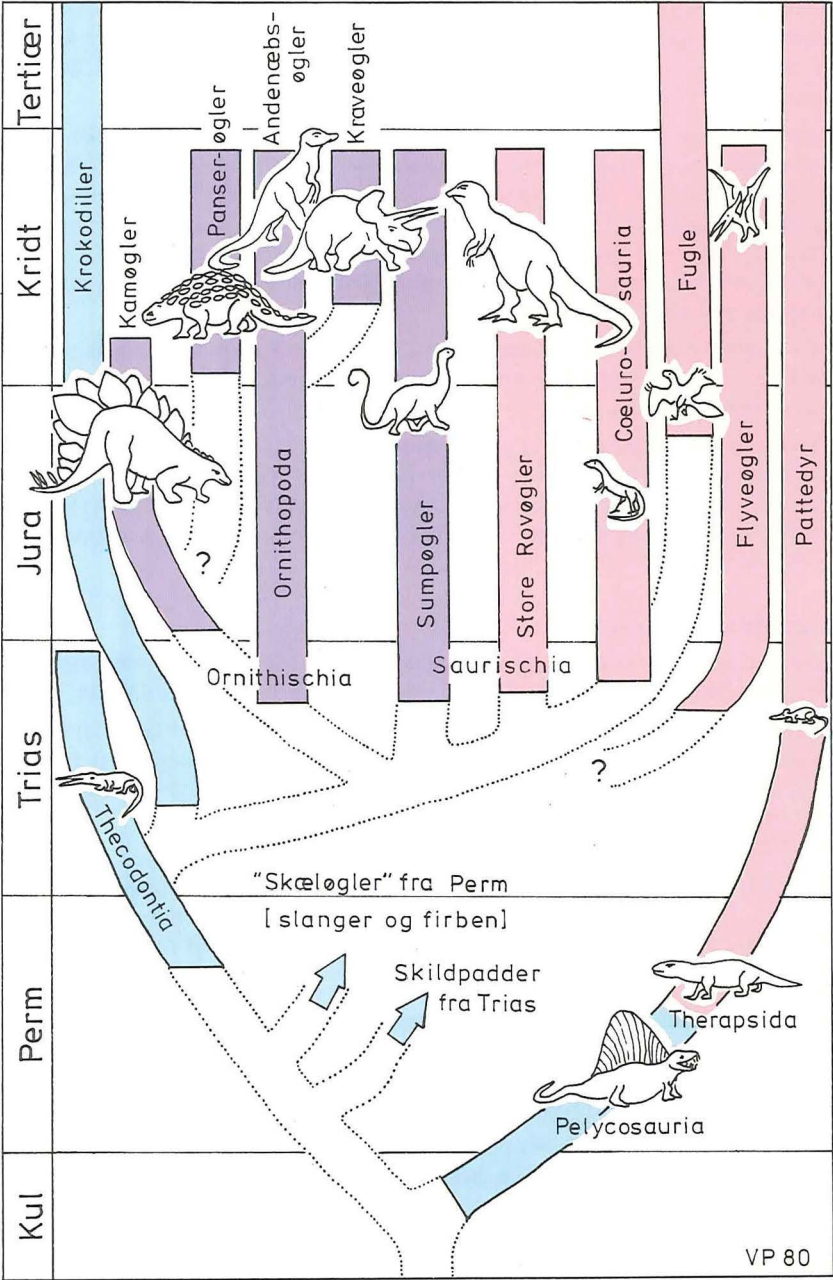 Tertiær
Kridt
Jura
Trias
Perm
Kul
Krokodiller
Kamøgler
Panser-øgler
Andenæbs-
øgler
Kraveøgler
Ornithopoda
Sumpøgler
Store Rovøgler
Coeluro-sauria
Fugle
Flyveøgler
Pattedyr
?
Ornithischia
Saurischia
?
Thecodontia
"Skæløgler" fra Perm
[slanger og firben]
Skildpadder
fra Trias
Therapsida
Pelycosauria
VP 80